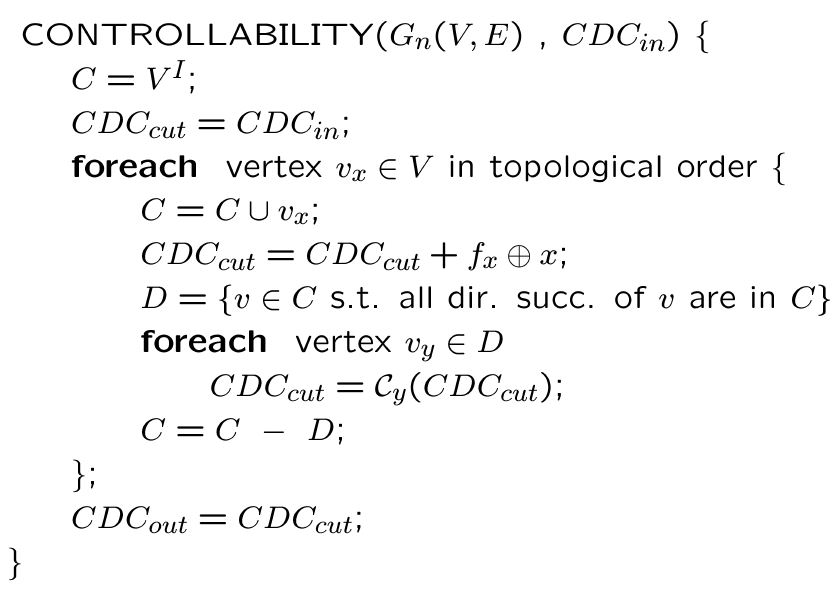 CONTROLLABILITY(Gₙ(V, E) , CDC_in) {
C = V^I;
CDC_cut = CDC_in;
foreach vertex v_x ∈ V in topological order {
C = C ∪ v_x;
CDC_cut = CDC_cut + f_x ⊕ x;
D = {v ∈ C s.t. all dir. succ. of v are in C}
foreach vertex v_y ∈ D
CDC_cut = 𝒞_y(CDC_cut);
C = C − D;
};
CDC_out = CDC_cut;
}